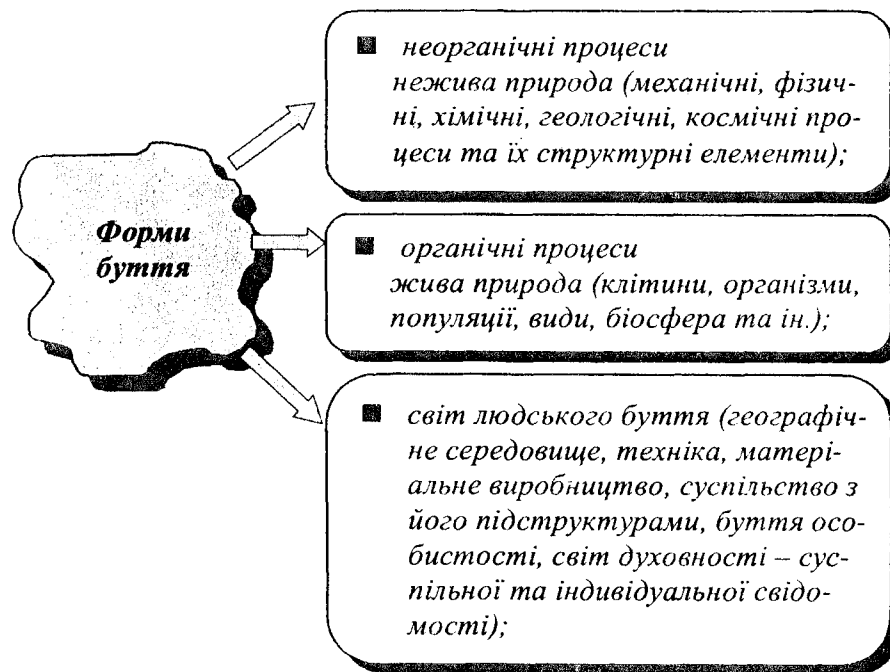 Форми
буття
■ неорганічні процеси
нежива природа (механічні, фізич-
ні, хімічні, геологічні, космічні про-
цеси та їх структурні елементи);
■ органічні процеси
жива природа (клітини, організми,
популяції, види, біосфера та ін.);
■ світ людського буття (географіч-
не середовище, техніка, матері-
альне виробництво, суспільство з
його підструктурами, буття осо-
бистості, світ духовності – сус-
пільної та індивідуальної свідо-
мості);